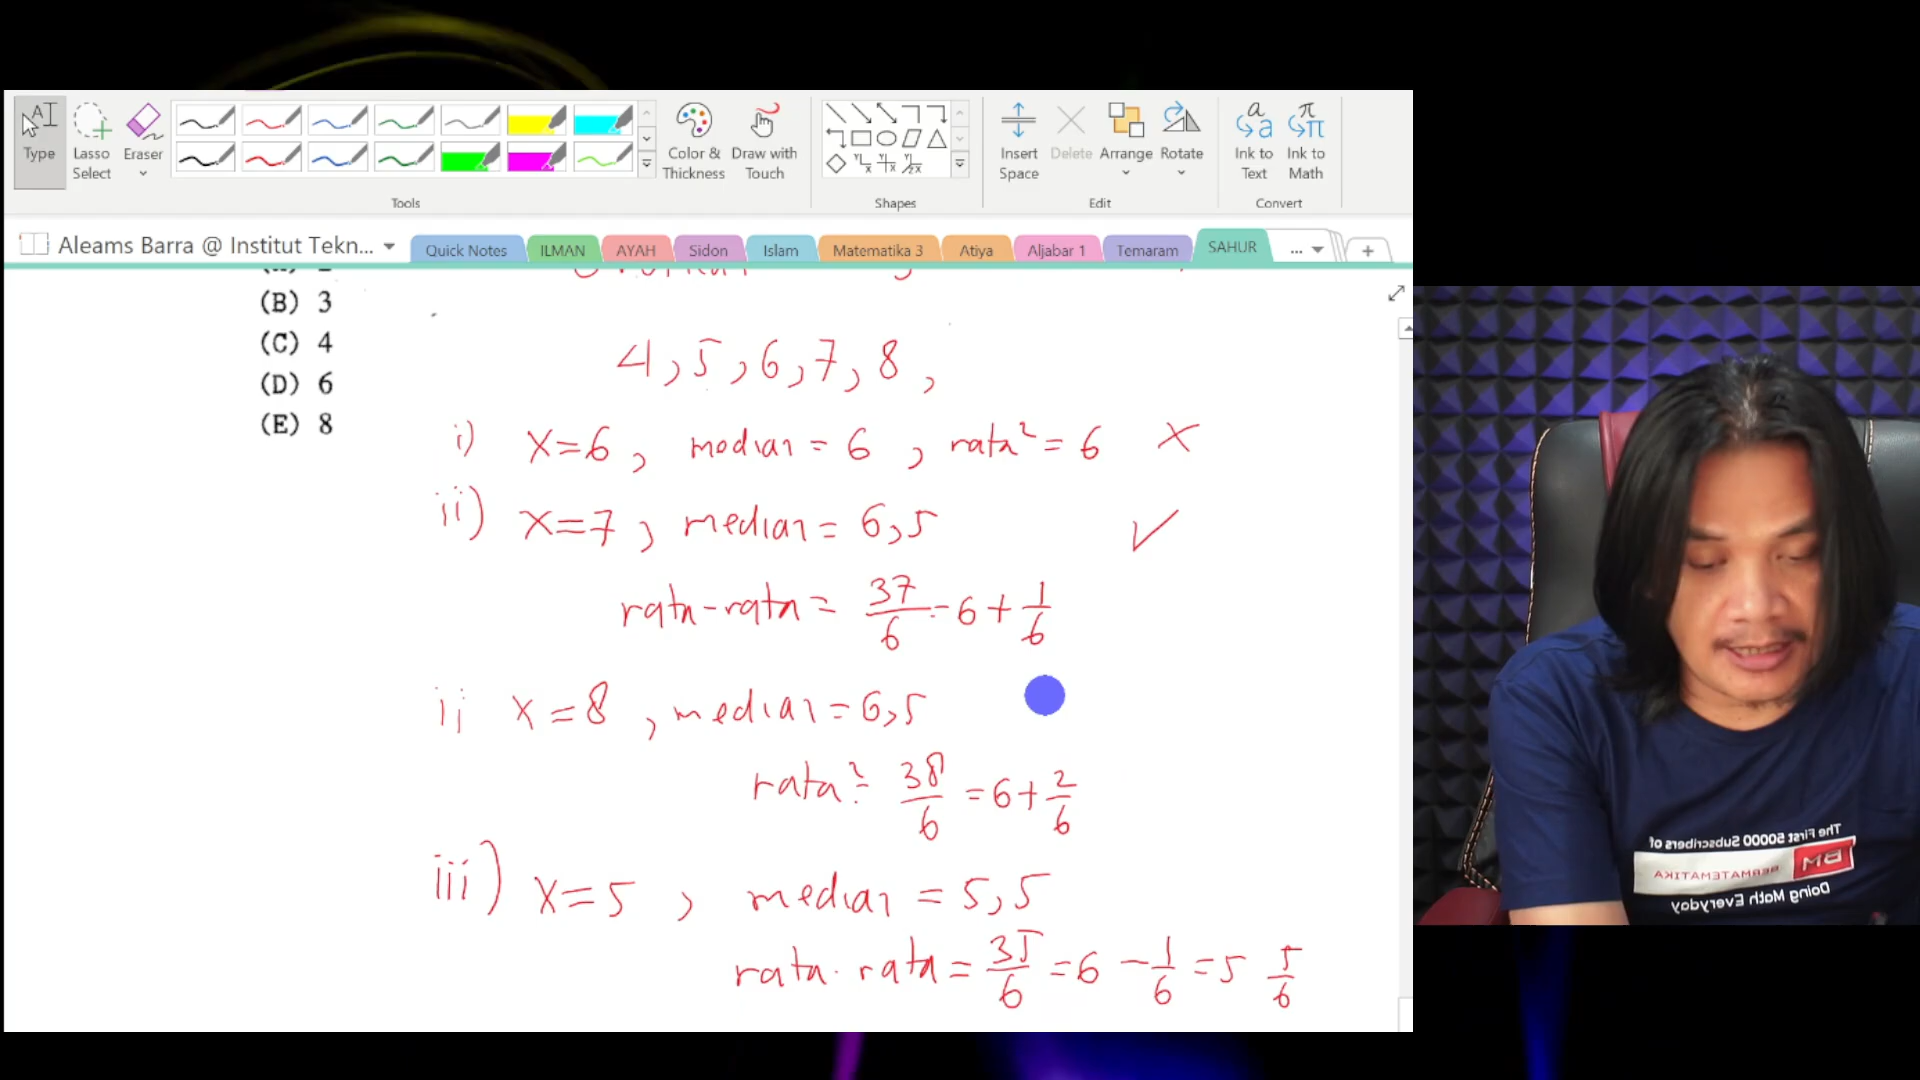 Type
Lasso Select
Eraser
Color & Thickness
Draw with Touch
Insert Space
Delete
Arrange
Rotate
Ink to Text
Ink to Math
Tools
Shapes
Edit
Convert
Aleams Barra @ Institut Tekn...
Quick Notes
ILMAN
AYAH
Sidon
Islam
Matematika 3
Atiya
Aljabar 1
Temaram
SAHUR
...
(B) 3
(C) 4
(D) 6
(E) 8
4, 5, 6, 7, 8,
i) x=6, median = 6, rata² = 6 ×
ii) x=7, median = 6,5 ✓
rata-rata = 37/6 = 6 + 1/6
ii x=8, median = 6,5
rata² = 38/6 = 6 + 2/6
iii) x=5, median = 5,5
rata-rata = 35/6 = 6 - 1/6 = 5 5/6
The First 50000 Subscribers of
BM
BERMATEMATIKA
Doing Math Everyday